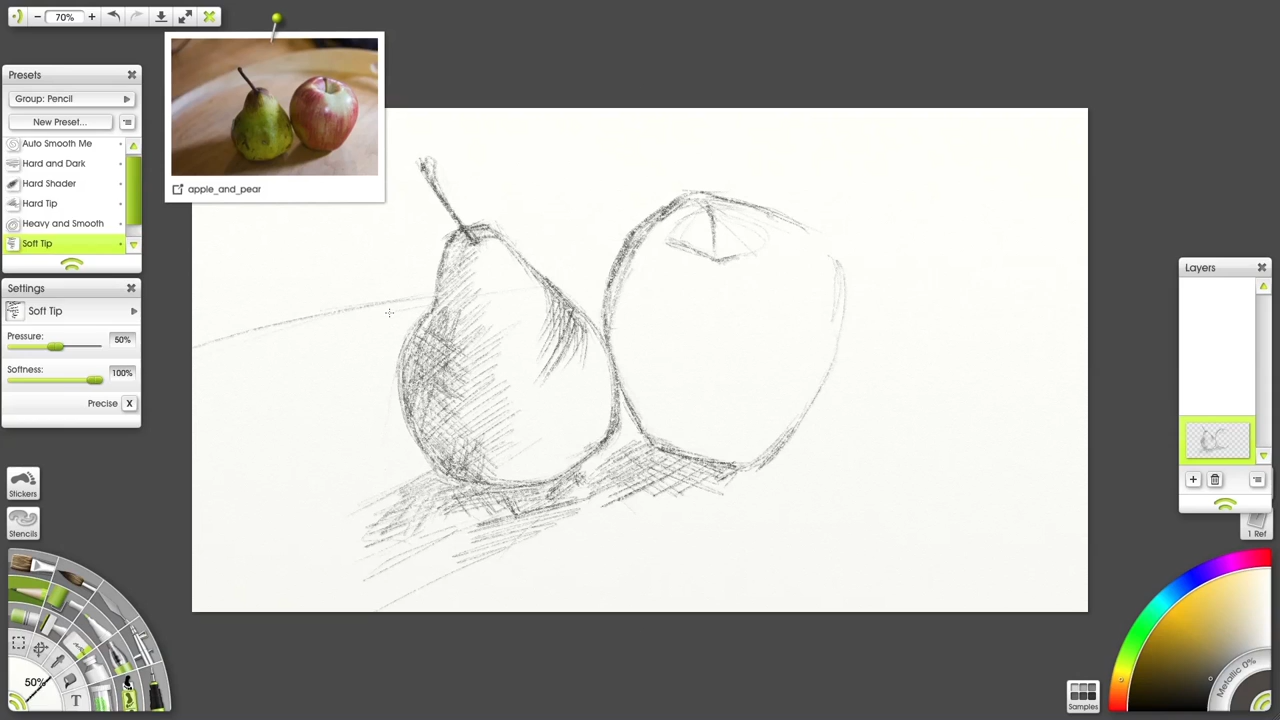 70%
Presets
Group: Pencil
New Preset...
Auto Smooth Me
Hard and Dark
Hard Shader
Hard Tip
Heavy and Smooth
Soft Tip
apple_and_pear
Settings
Soft Tip
Pressure:
50%
Softness:
100%
Precise X
Stickers
Stencils
50%
T
Layers
1 Ref
Metallic 0%
Samples